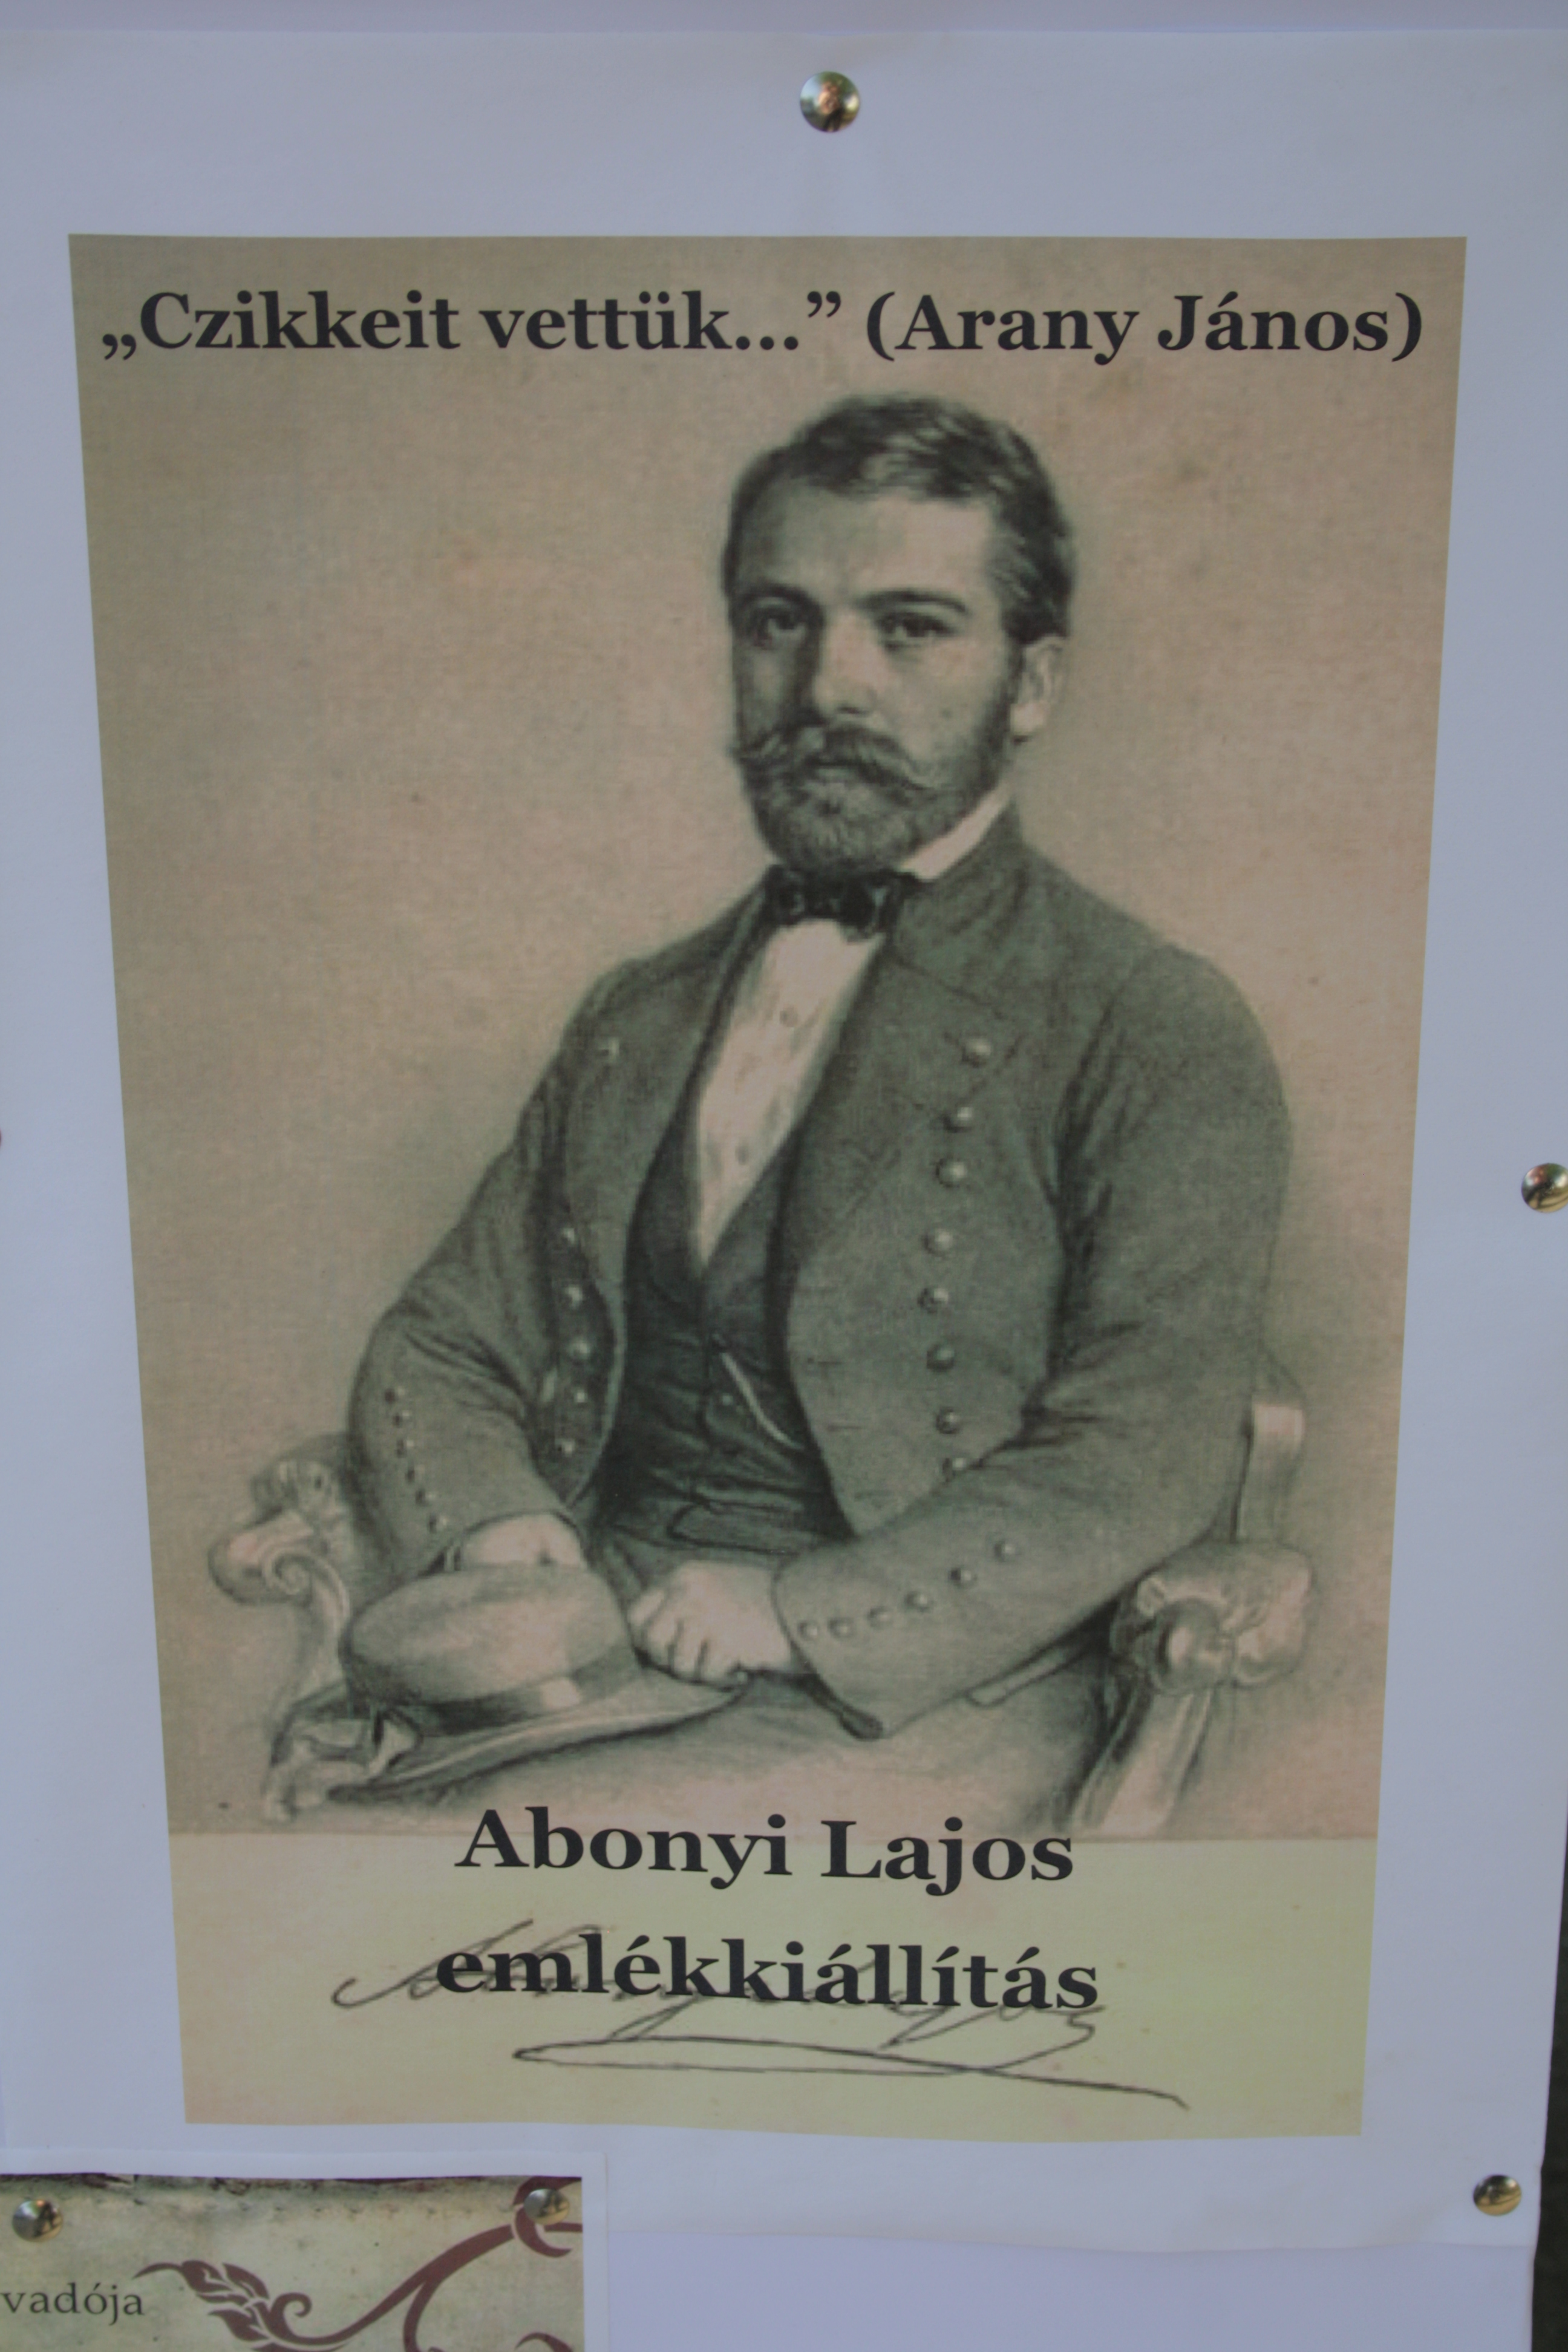 „Czikkeit vettük...” (Arany János)
Abonyi Lajos
emlékkiállítás
vadója